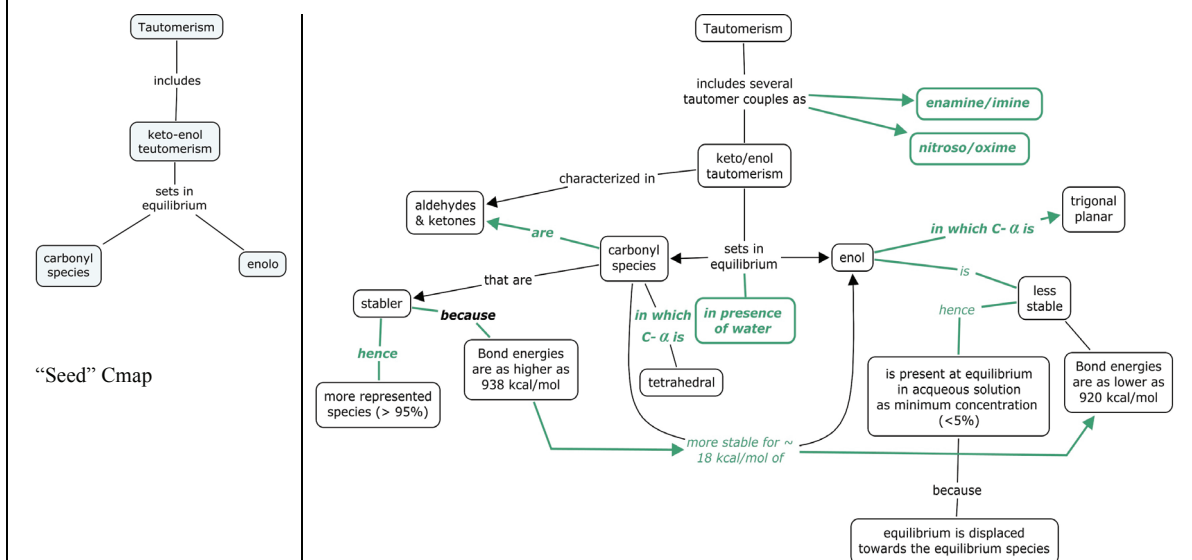 Tautomerism
includes
keto-enol
teutomerism
sets in
equilibrium
carbonyl
species
enolo
“Seed” Cmap
Tautomerism
includes several
tautomer couples as
enamine/imine
nitroso/oxime
keto/enol
tautomerism
characterized in
aldehydes
& ketones
are
carbonyl
species
sets in
equilibrium
enol
in which C- α is
trigonal
planar
that are
stabler
because
hence
in which
C- α is
in presence
of water
is
less
stable
hence
Bond energies
are as higher as
938 kcal/mol
more represented
species (> 95%)
tetrahedral
is present at equilibrium
in acqueous solution
as minimum concentration
(<5%)
Bond energies
are as lower as
920 kcal/mol
more stable for ~
18 kcal/mol of
because
equilibrium is displaced
towards the equilibrium species